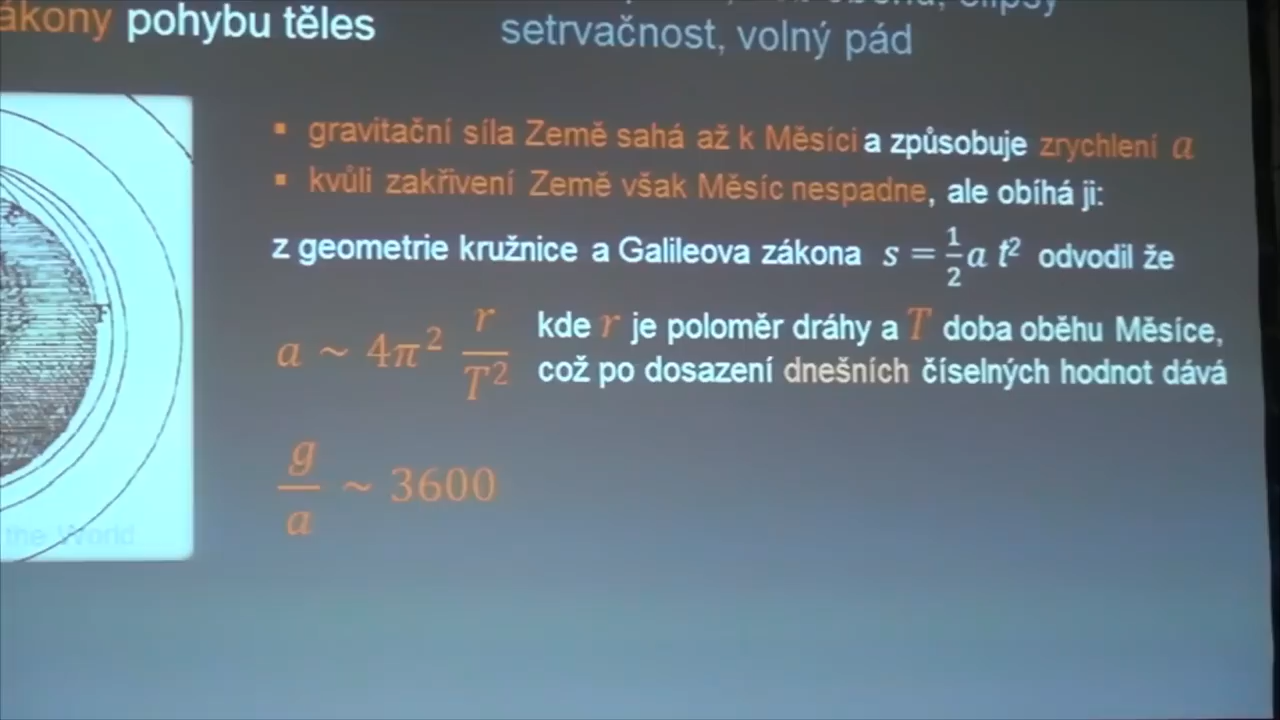 ákony pohybu těles
setrvačnost, volný pád
▪ gravitační síla Země sahá až k Měsíci a způsobuje zrychlení a
▪ kvůli zakřivení Země však Měsíc nespadne, ale obíhá ji:
z geometrie kružnice a Galileova zákona s = 1/2 a t² odvodil že
a ~ 4π² r/T² kde r je poloměr dráhy a T doba oběhu Měsíce,
což po dosazení dnešních číselných hodnot dává
g/a ~ 3600
F
the World